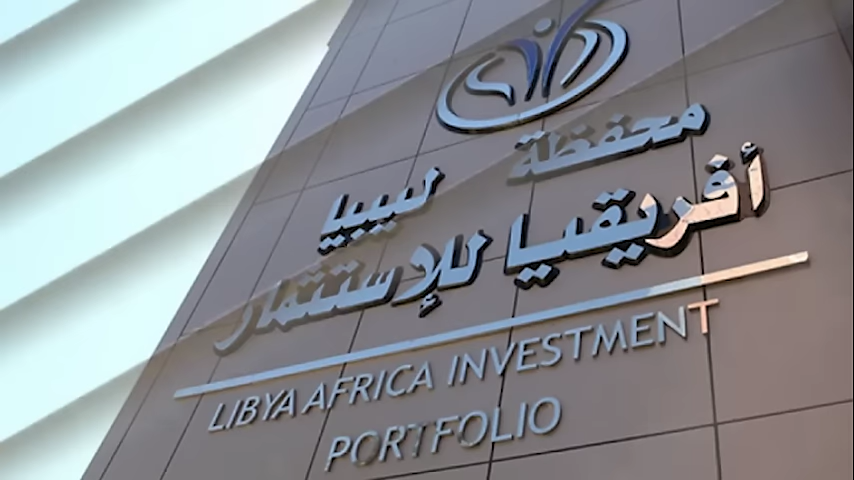 محفظة ليبيا
أفريقيا للإستثمار
LIBYA AFRICA INVESTMENT
PORTFOLIO